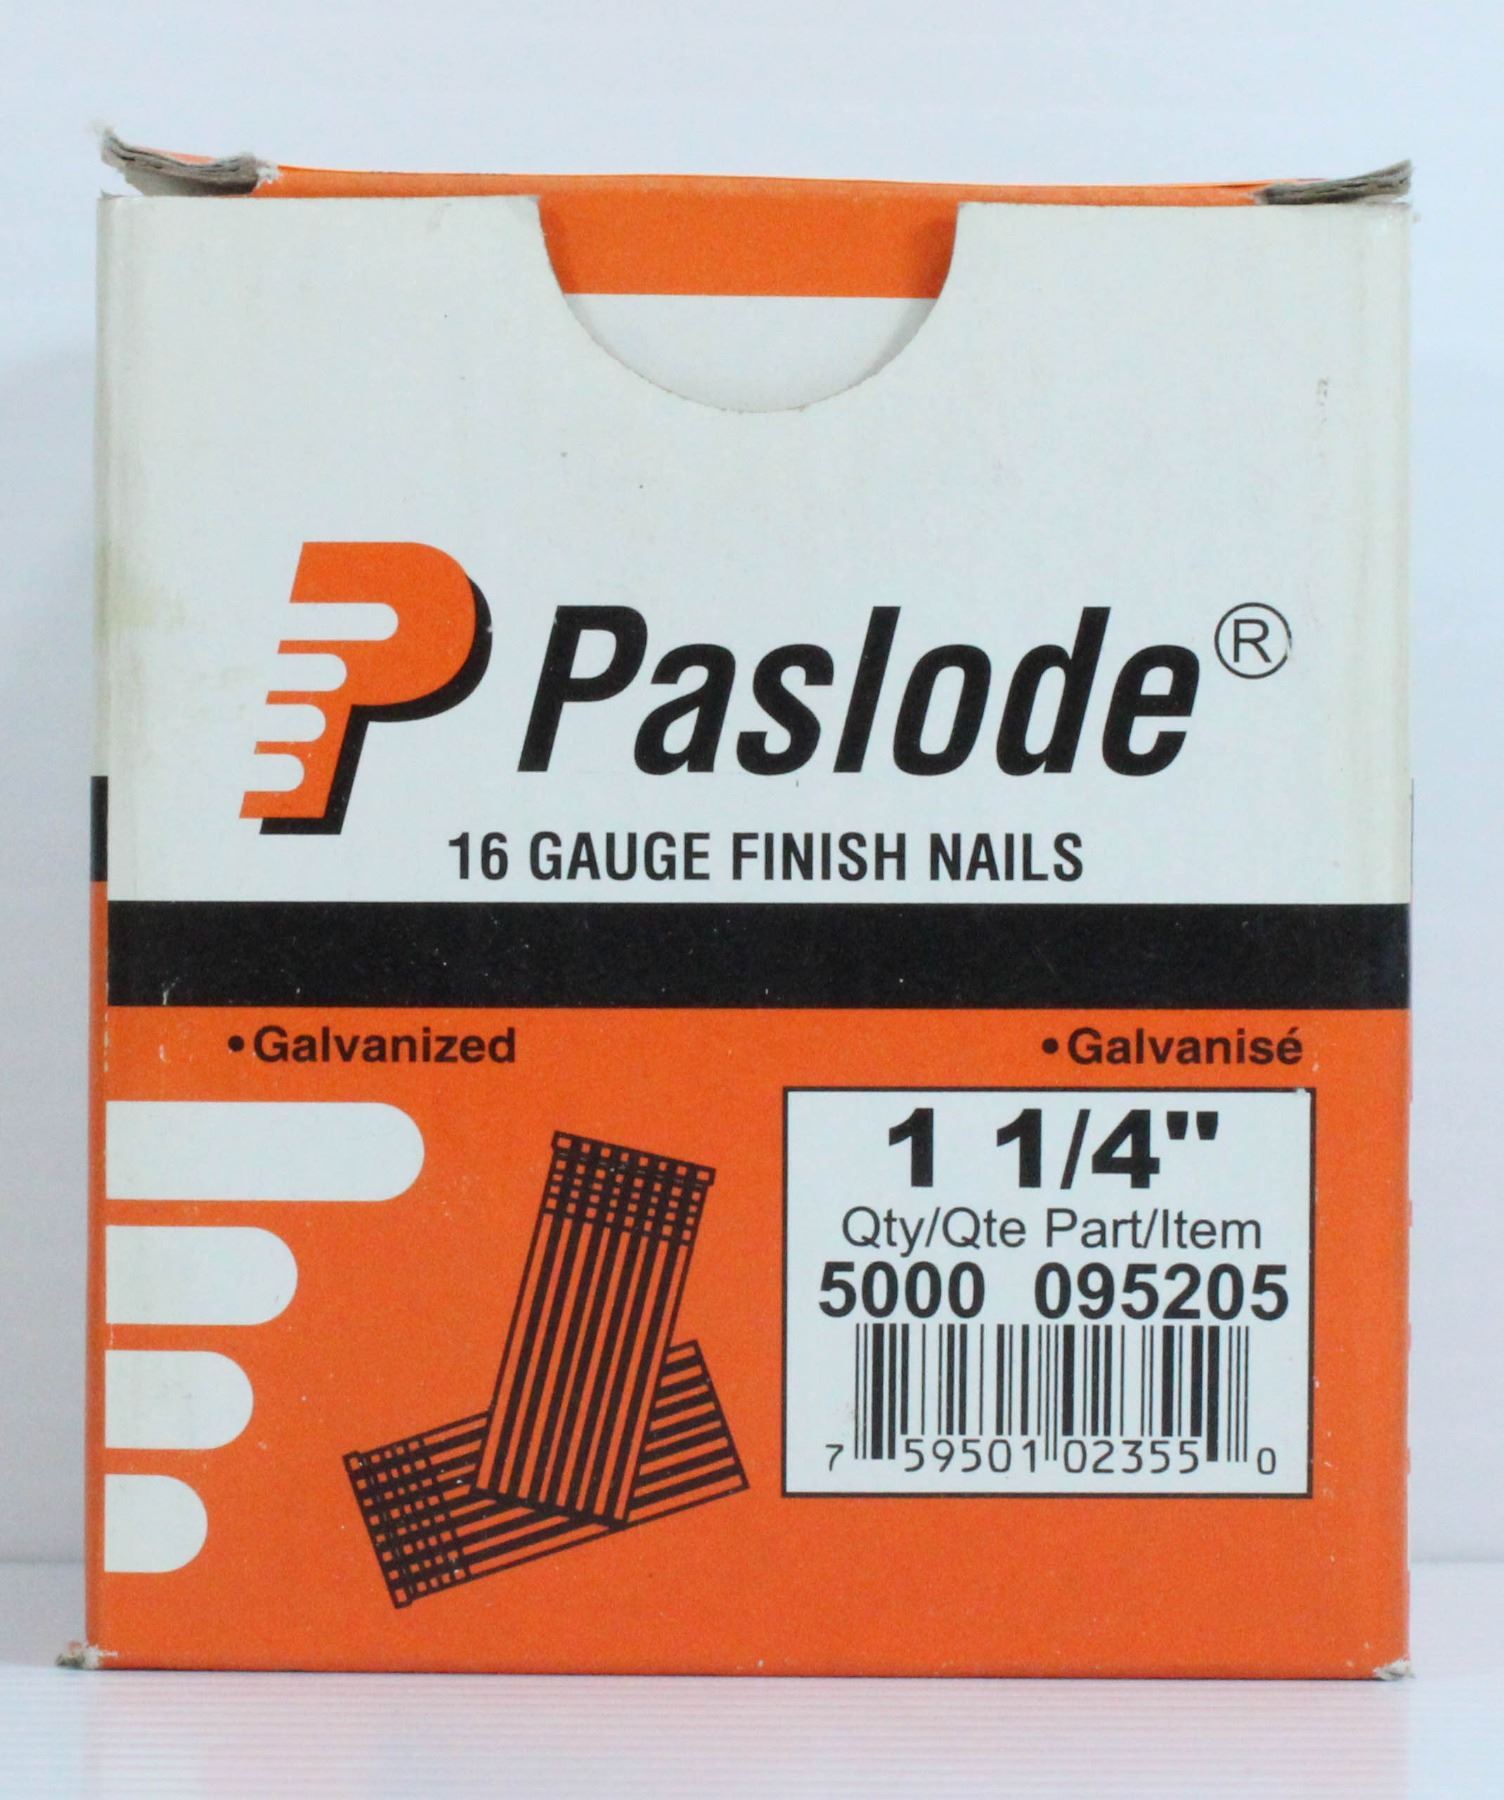 Paslode®
16 GAUGE FINISH NAILS
•Galvanized
•Galvanisé
1 1/4"
Qty/Qte Part/Item
5000 095205
7 59501 02355 0